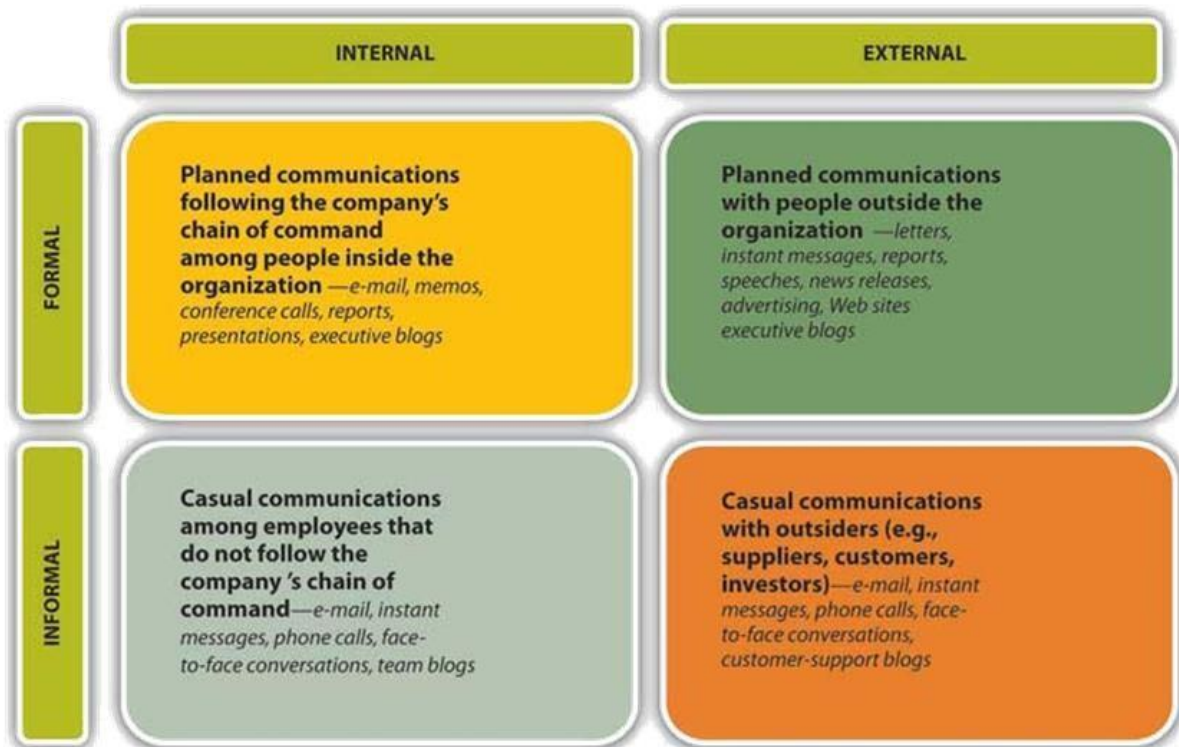 INTERNAL
EXTERNAL
FORMAL
Planned communications
following the company's
chain of command
among people inside the
organization —e-mail, memos,
conference calls, reports,
presentations, executive blogs
Planned communications
with people outside the
organization —letters,
instant messages, reports,
speeches, news releases,
advertising, Web sites
executive blogs
INFORMAL
Casual communications
among employees that
do not follow the
company 's chain of
command—e-mail, instant
messages, phone calls, face-
to-face conversations, team blogs
Casual communications
with outsiders (e.g.,
suppliers, customers,
investors)—e-mail, instant
messages, phone calls, face-
to-face conversations,
customer-support blogs